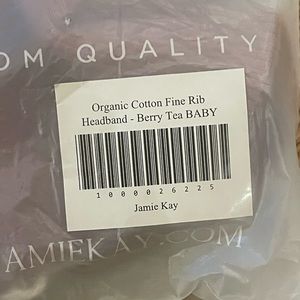 OM QUALITY
Organic Cotton Fine Rib
Headband - Berry Tea BABY
1000026225
Jamie Kay
AMIEKAY.COM